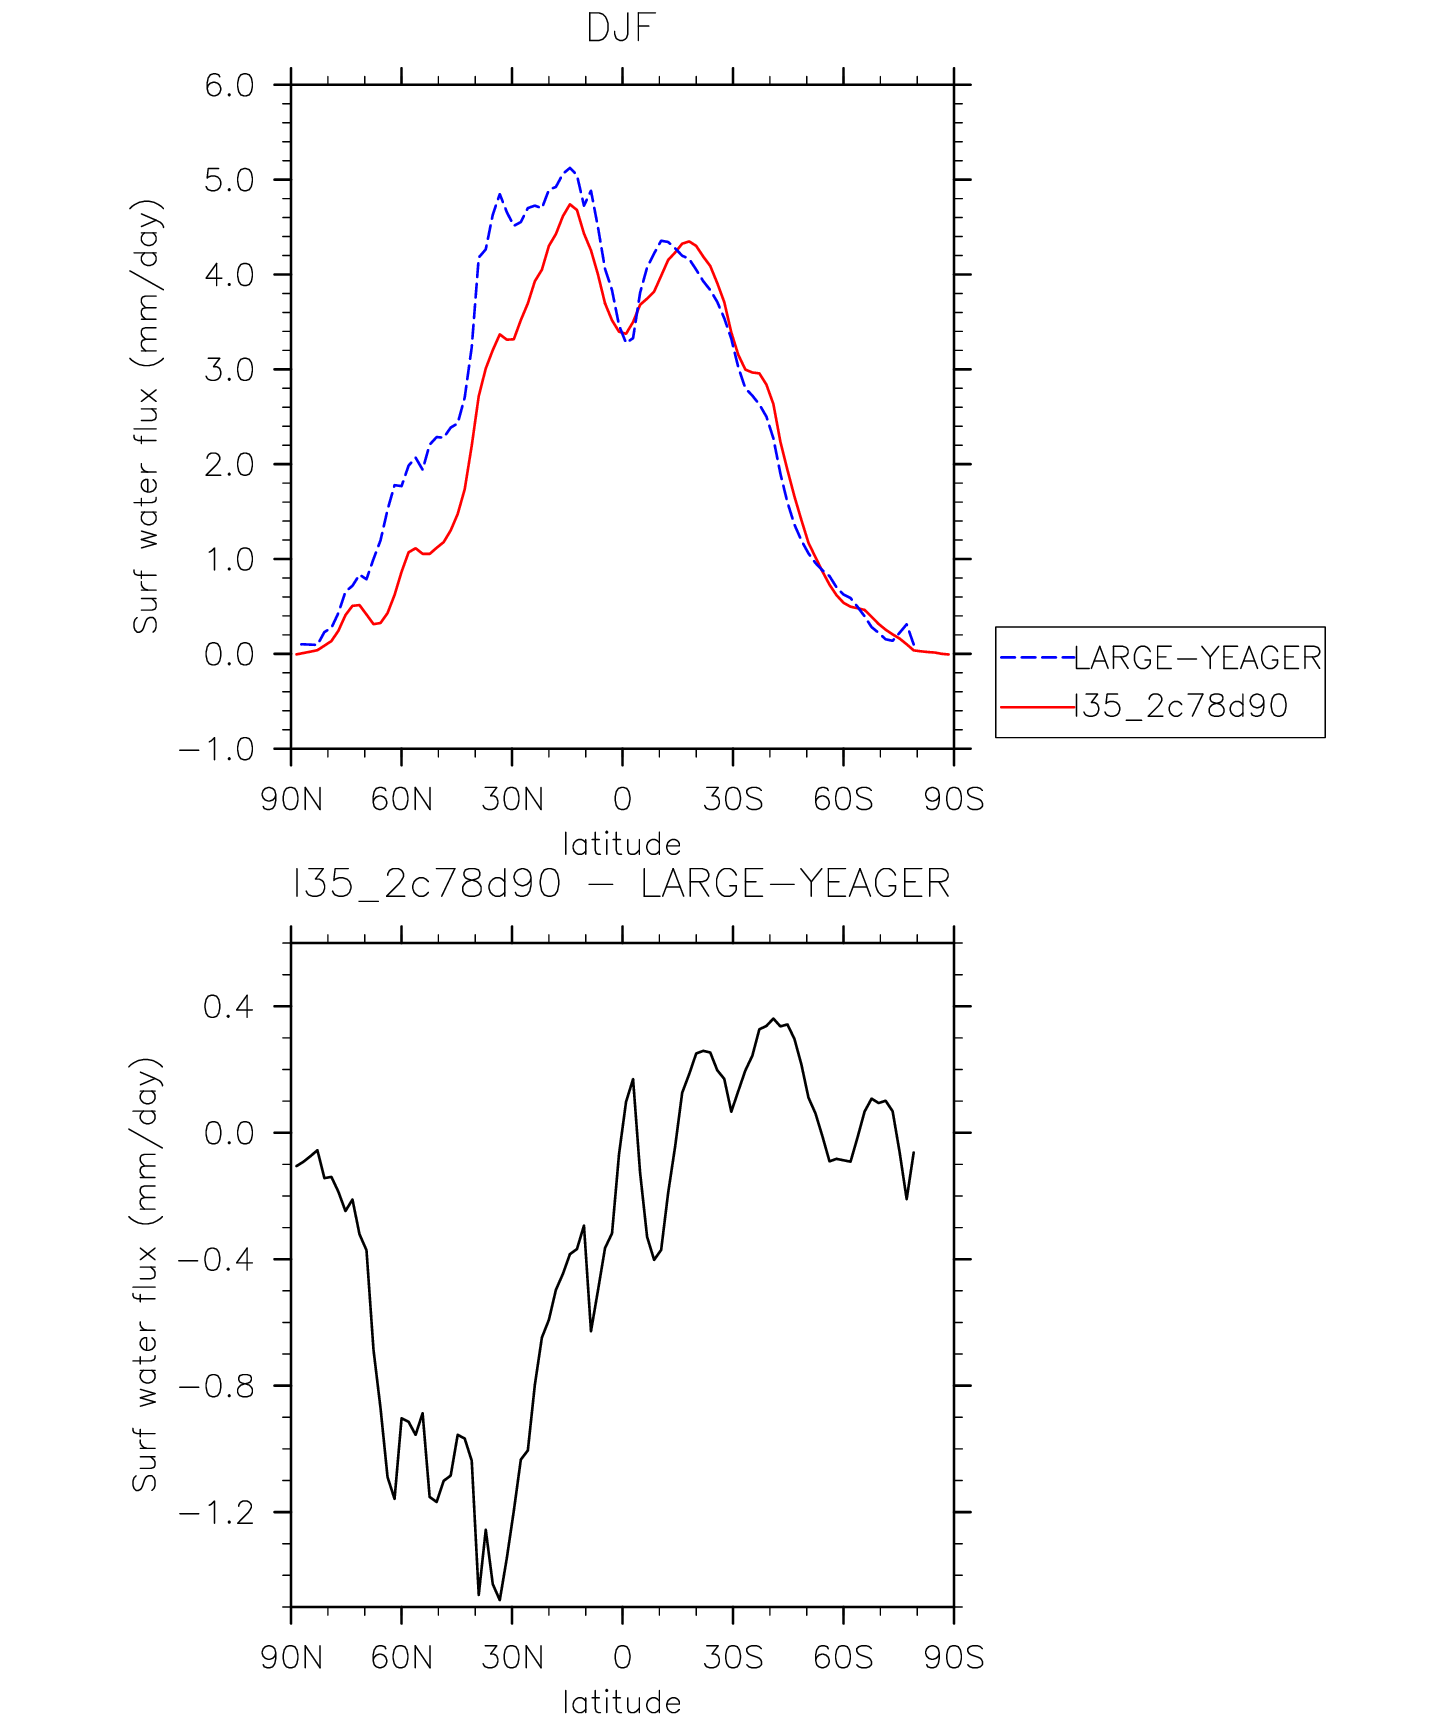 DJF
Surf water flux (mm/day)
6.0
5.0
4.0
3.0
2.0
1.0
0.0
−1.0
90N 60N 30N 0 30S 60S 90S
latitude
LARGE−YEAGER
I35_2c78d90
I35_2c78d90 − LARGE−YEAGER
Surf water flux (mm/day)
0.4
0.0
−0.4
−0.8
−1.2
90N 60N 30N 0 30S 60S 90S
latitude